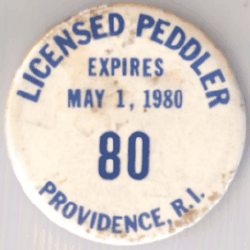 LICENSED PEDDLER
EXPIRES
MAY 1, 1980
80
PROVIDENCE, R.I.